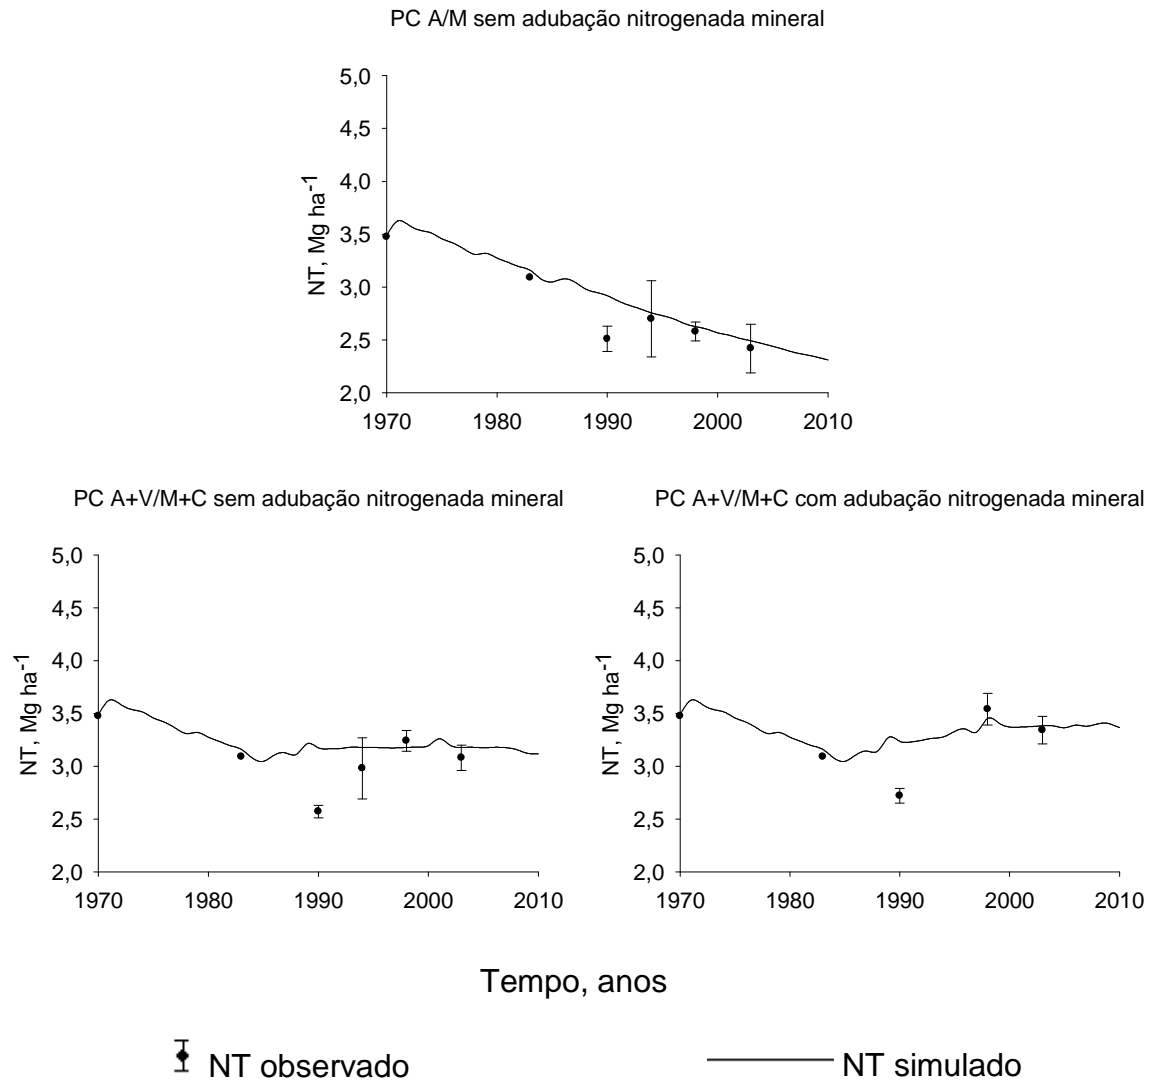 PC A/M sem adubação nitrogenada mineral
NT, Mg ha⁻¹
5,0
4,5
4,0
3,5
3,0
2,5
2,0
1970 1980 1990 2000 2010
PC A+V/M+C sem adubação nitrogenada mineral
NT, Mg ha⁻¹
5,0
4,5
4,0
3,5
3,0
2,5
2,0
1970 1980 1990 2000 2010
PC A+V/M+C com adubação nitrogenada mineral
NT, Mg ha⁻¹
5,0
4,5
4,0
3,5
3,0
2,5
2,0
1970 1980 1990 2000 2010
Tempo, anos
NT observado
NT simulado